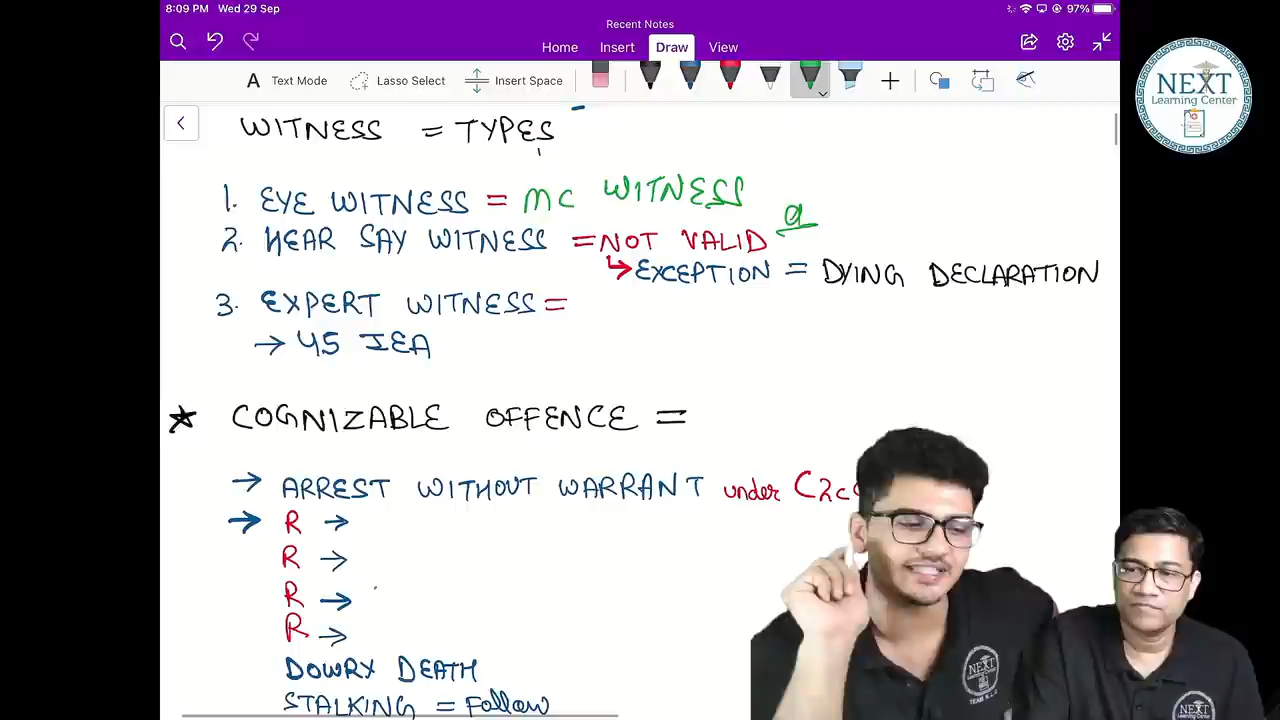 8:09 PM Wed 29 Sep
97%
Recent Notes
Home Insert Draw View
Text Mode Lasso Select Insert Space
WITNESS = TYPES
1. EYE WITNESS = MC WITNESS
2. HEAR SAY WITNESS = NOT VALID
EXCEPTION = DYING DECLARATION
3. EXPERT WITNESS =
→ 45 IEA
★ COGNIZABLE OFFENCE =
→ ARREST WITHOUT WARRANT under
→ R →
R →
R →
R →
DOWRY DEATH
STALKING = Follow
NEXT
Learning Center
NEXT
NEXT